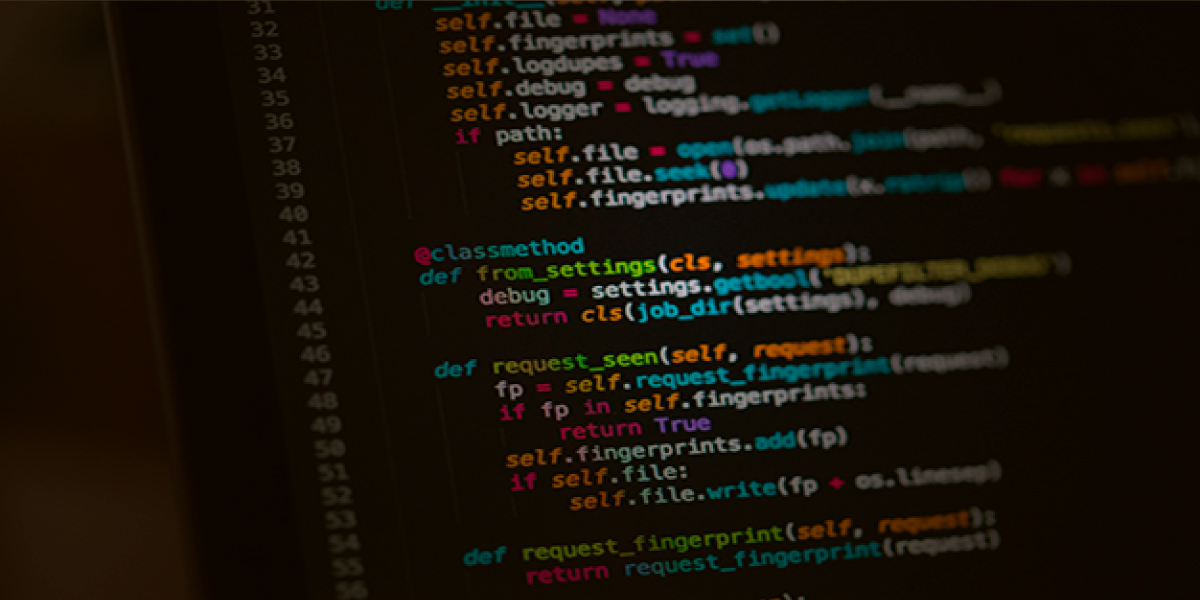 31 def __init__(self,
32 self.file = None
33 self.fingerprints = set()
34 self.logdupes = True
35 self.debug = debug
36 self.logger = logging.getLogger(__name__)
37 if path:
38 self.file = open(os.path.join(path,
39 self.file.seek(0)
40 self.fingerprints.update(
41
42 @classmethod
43 def from_settings(cls, settings):
44 debug = settings.getbool('DUPEFILTER_DEBUG')
45 return cls(job_dir(settings), debug)
46
47 def request_seen(self, request):
48 fp = self.request_fingerprint(request)
49 if fp in self.fingerprints:
50 return True
51 self.fingerprints.add(fp)
52 if self.file:
53 self.file.write(fp + os.linesep)
54
55 def request_fingerprint(self, request):
56 return request_fingerprint(request)